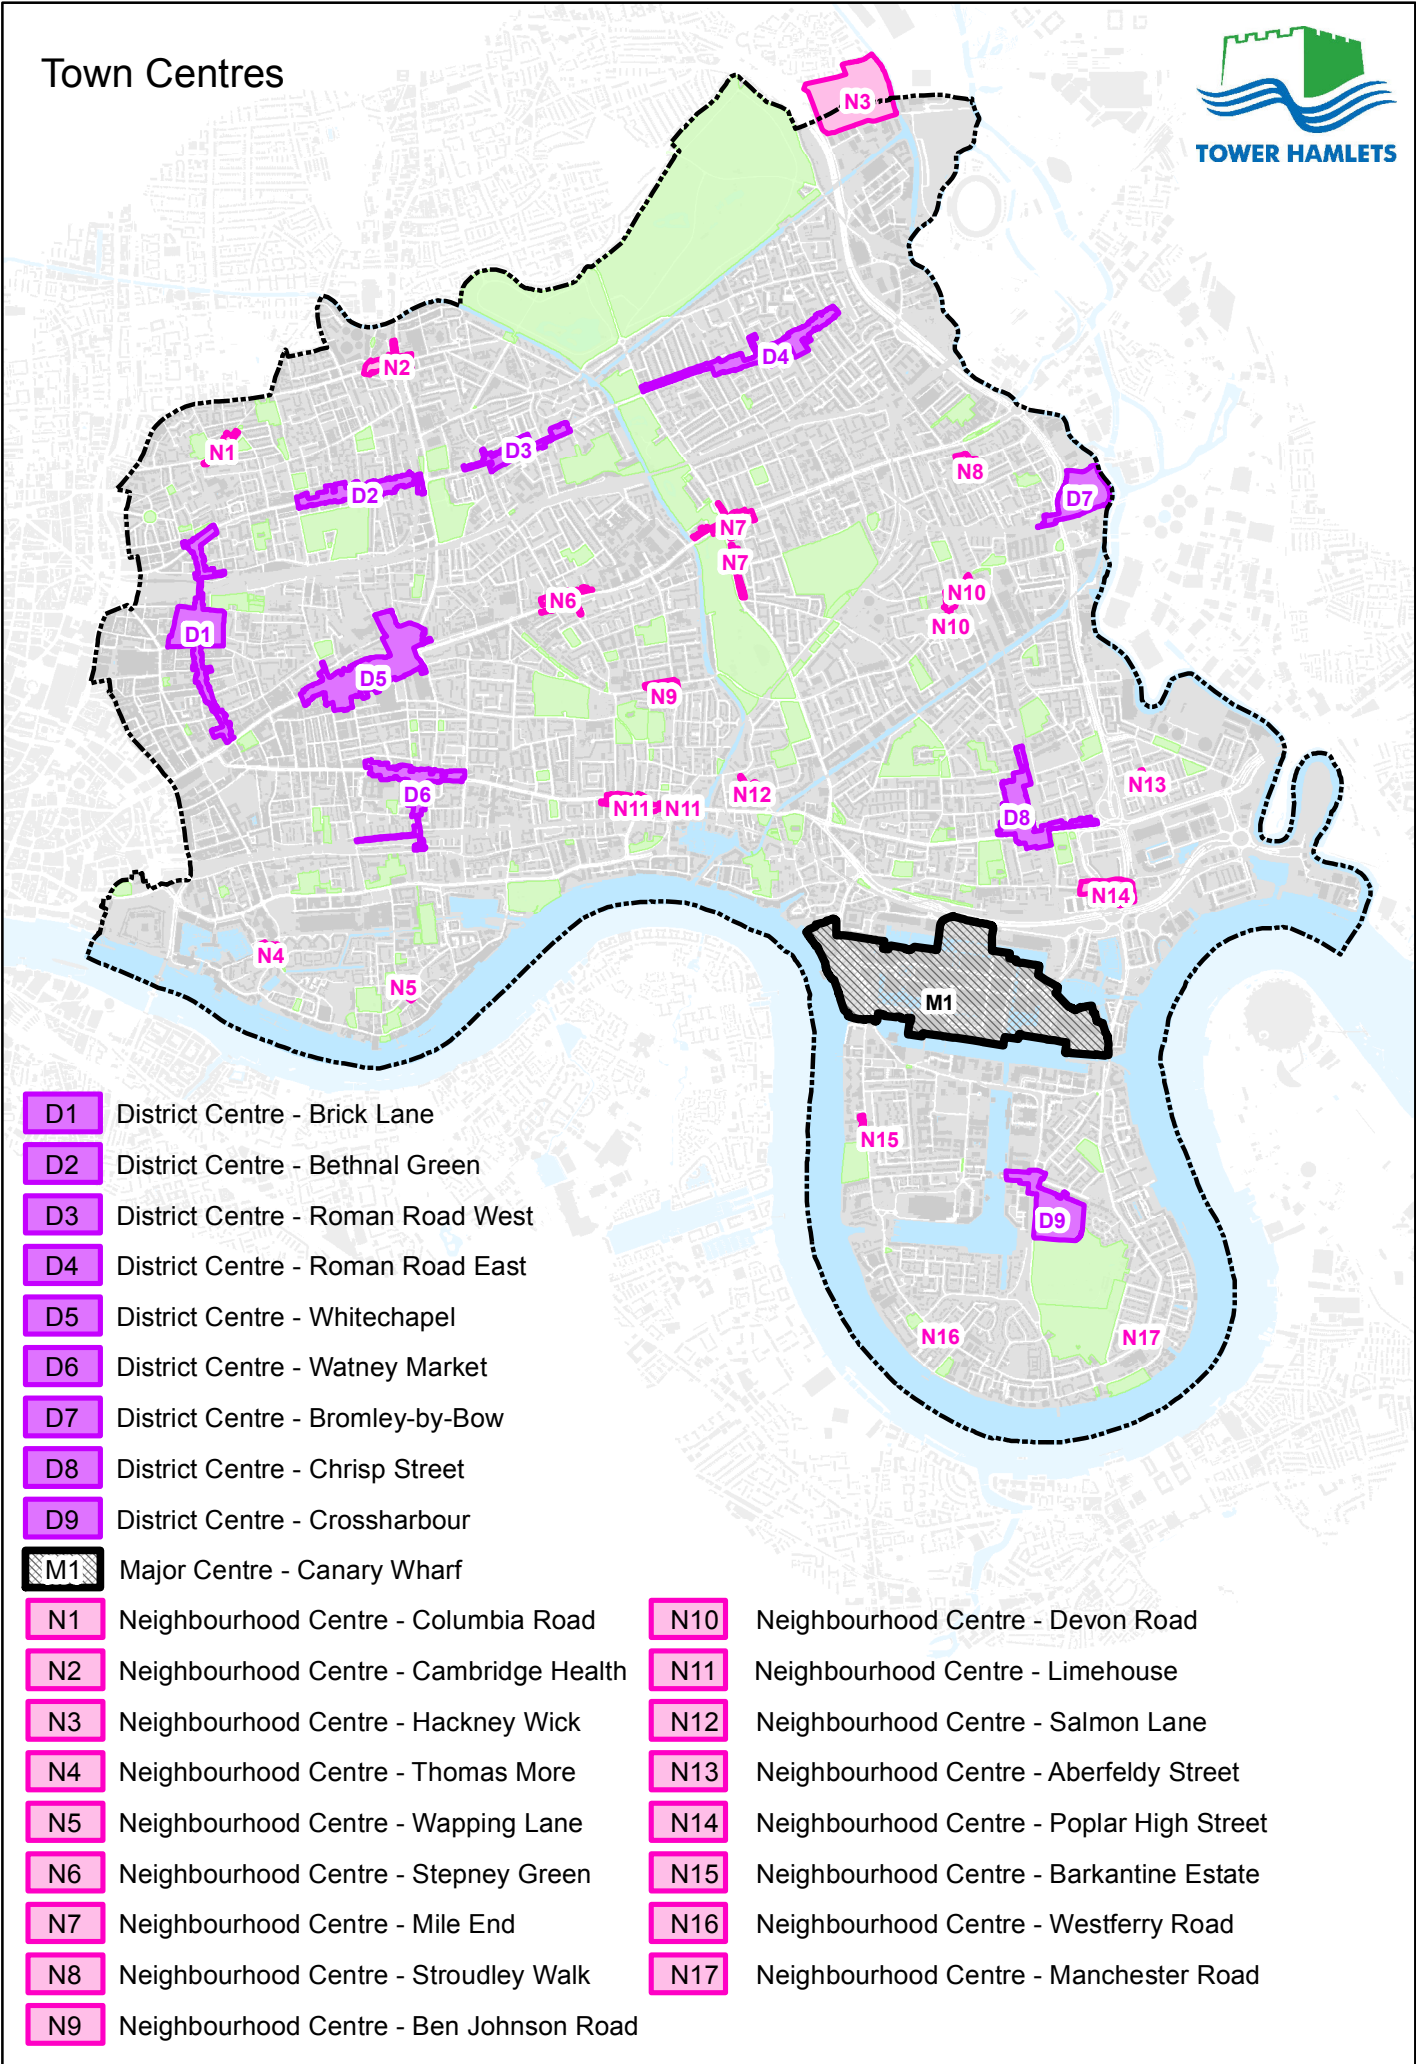 Town Centres
TOWER HAMLETS
N3
D4
N2
N1
D3
D2
N8
D7
N7
N7
N6
N10
N10
D1
D5
N9
D6
N12
N11
N11
N13
D8
N14
N4
N5
M1
N15
D9
N16
N17
D1 District Centre - Brick Lane
D2 District Centre - Bethnal Green
D3 District Centre - Roman Road West
D4 District Centre - Roman Road East
D5 District Centre - Whitechapel
D6 District Centre - Watney Market
D7 District Centre - Bromley-by-Bow
D8 District Centre - Chrisp Street
D9 District Centre - Crossharbour
M1 Major Centre - Canary Wharf
N1 Neighbourhood Centre - Columbia Road
N2 Neighbourhood Centre - Cambridge Health
N3 Neighbourhood Centre - Hackney Wick
N4 Neighbourhood Centre - Thomas More
N5 Neighbourhood Centre - Wapping Lane
N6 Neighbourhood Centre - Stepney Green
N7 Neighbourhood Centre - Mile End
N8 Neighbourhood Centre - Stroudley Walk
N9 Neighbourhood Centre - Ben Johnson Road
N10 Neighbourhood Centre - Devon Road
N11 Neighbourhood Centre - Limehouse
N12 Neighbourhood Centre - Salmon Lane
N13 Neighbourhood Centre - Aberfeldy Street
N14 Neighbourhood Centre - Poplar High Street
N15 Neighbourhood Centre - Barkantine Estate
N16 Neighbourhood Centre - Westferry Road
N17 Neighbourhood Centre - Manchester Road